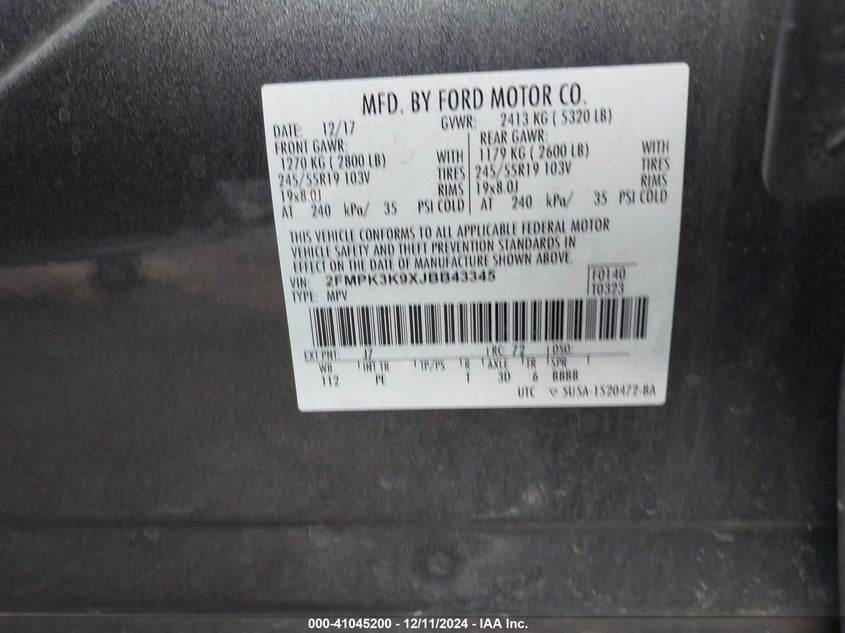 MFD. BY FORD MOTOR CO.
DATE: 12/17 GVWR: 2413 KG ( 5320 LB)
FRONT GAWR: REAR GAWR:
1270 KG ( 2800 LB) WITH 1179 KG ( 2600 LB) WITH
245/55R19 103V TIRES 245/55R19 103V TIRES
19x8.0J RIMS 19x8.0J RIMS
AT 240 kPa/ 35 PSI COLD AT 240 kPa/ 35 PSI COLD
THIS VEHICLE CONFORMS TO ALL APPLICABLE FEDERAL MOTOR
VEHICLE SAFETY AND THEFT PREVENTION STANDARDS IN
EFFECT ON THE DATE OF MANUFACTURE SHOWN ABOVE.
VIN: 2FMPK3K9XJBB43345 F0140
TYPE: MPV T0323
EXT PNT: J7 RC: 72 DSO:
WB INT TR TP/PS R AXLE TR SPR
112 PE 1 3D 6 BBBB
UTC SU5A-1520472-BA
000-41045200 - 12/11/2024 - IAA Inc.